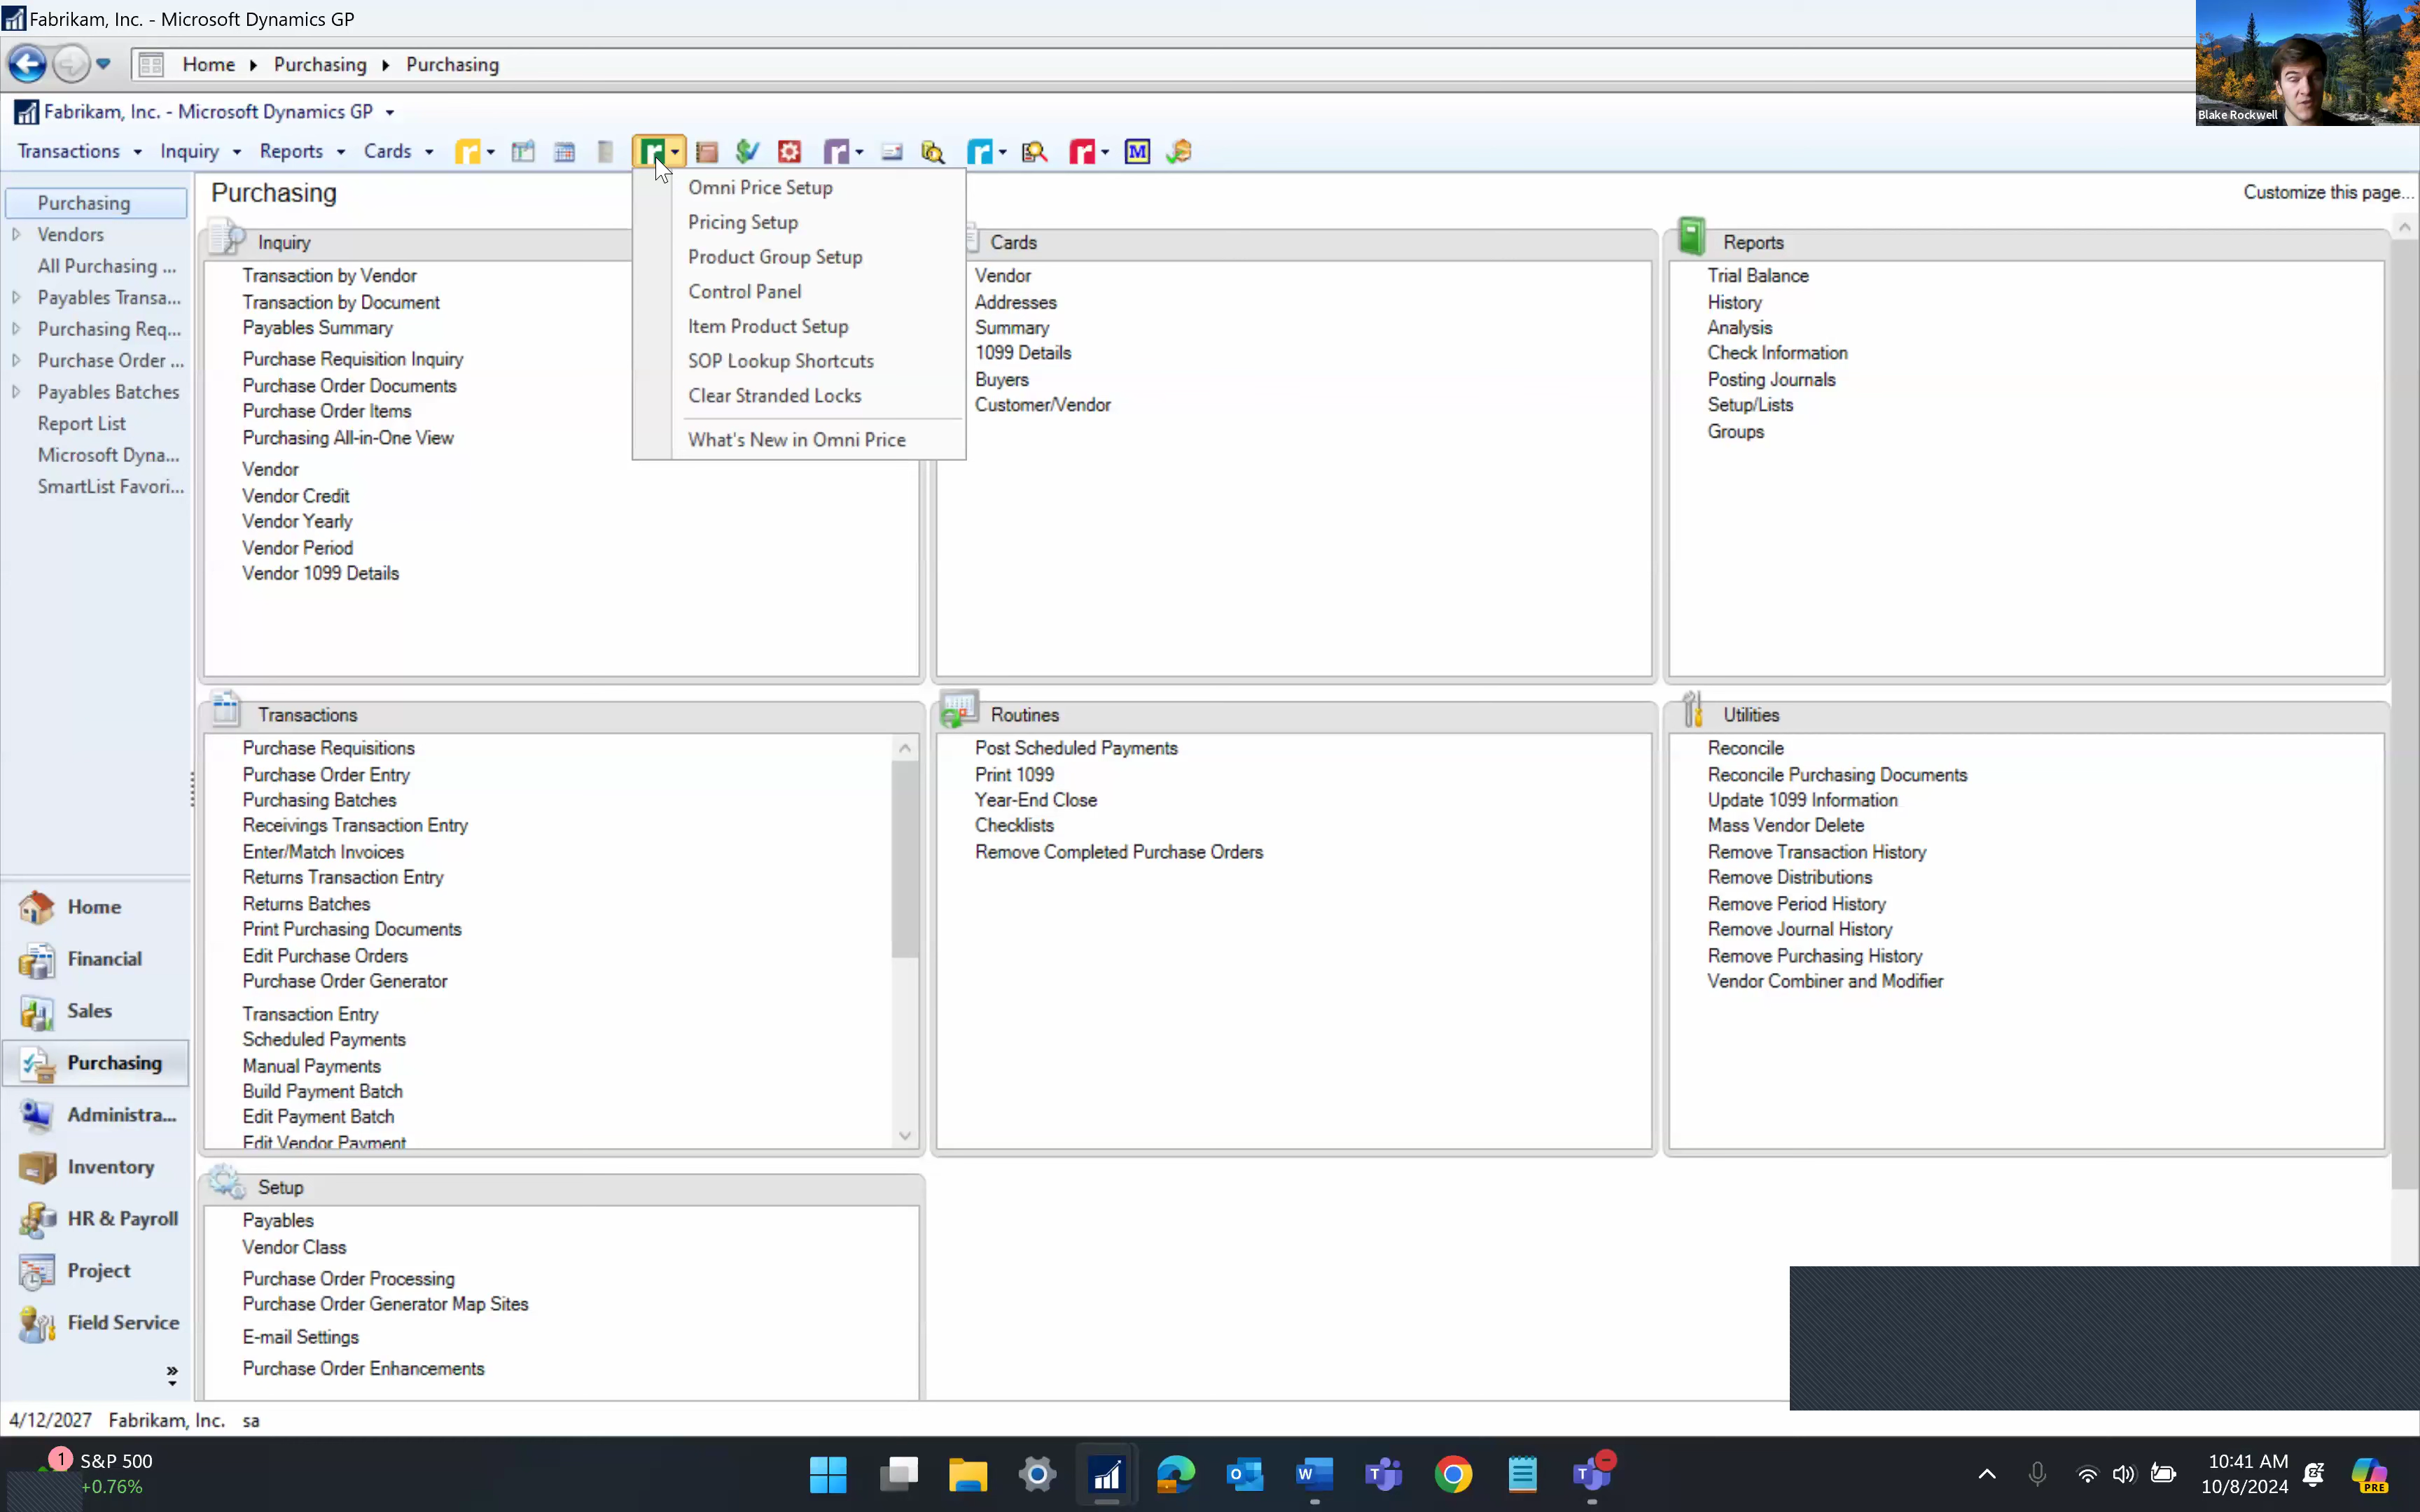 Fabrikam, Inc. - Microsoft Dynamics GP
Home Purchasing Purchasing
Blake Rockwell
Fabrikam, Inc. - Microsoft Dynamics GP
Transactions Inquiry Reports Cards
Purchasing
Vendors
All Purchasing ...
Payables Transa...
Purchasing Req...
Purchase Order ...
Payables Batches
Report List
Microsoft Dyna...
SmartList Favori...
Purchasing
Customize this page...
Omni Price Setup
Pricing Setup
Product Group Setup
Control Panel
Item Product Setup
SOP Lookup Shortcuts
Clear Stranded Locks
What's New in Omni Price
Inquiry
Transaction by Vendor
Transaction by Document
Payables Summary
Purchase Requisition Inquiry
Purchase Order Documents
Purchase Order Items
Purchasing All-in-One View
Vendor
Vendor Credit
Vendor Yearly
Vendor Period
Vendor 1099 Details
Cards
Vendor
Addresses
Summary
1099 Details
Buyers
Customer/Vendor
Reports
Trial Balance
History
Analysis
Check Information
Posting Journals
Setup/Lists
Groups
Transactions
Purchase Requisitions
Purchase Order Entry
Purchasing Batches
Receivings Transaction Entry
Enter/Match Invoices
Returns Transaction Entry
Returns Batches
Print Purchasing Documents
Edit Purchase Orders
Purchase Order Generator
Transaction Entry
Scheduled Payments
Manual Payments
Build Payment Batch
Edit Payment Batch
Edit Vendor Payment
Routines
Post Scheduled Payments
Print 1099
Year-End Close
Checklists
Remove Completed Purchase Orders
Utilities
Reconcile
Reconcile Purchasing Documents
Update 1099 Information
Mass Vendor Delete
Remove Transaction History
Remove Distributions
Remove Period History
Remove Journal History
Remove Purchasing History
Vendor Combiner and Modifier
Home
Financial
Sales
Purchasing
Administra...
Inventory
HR & Payroll
Project
Field Service
Setup
Payables
Vendor Class
Purchase Order Processing
Purchase Order Generator Map Sites
E-mail Settings
Purchase Order Enhancements
4/12/2027 Fabrikam, Inc. sa
1 S&P 500
+0.76%
10:41 AM
10/8/2024
PRE